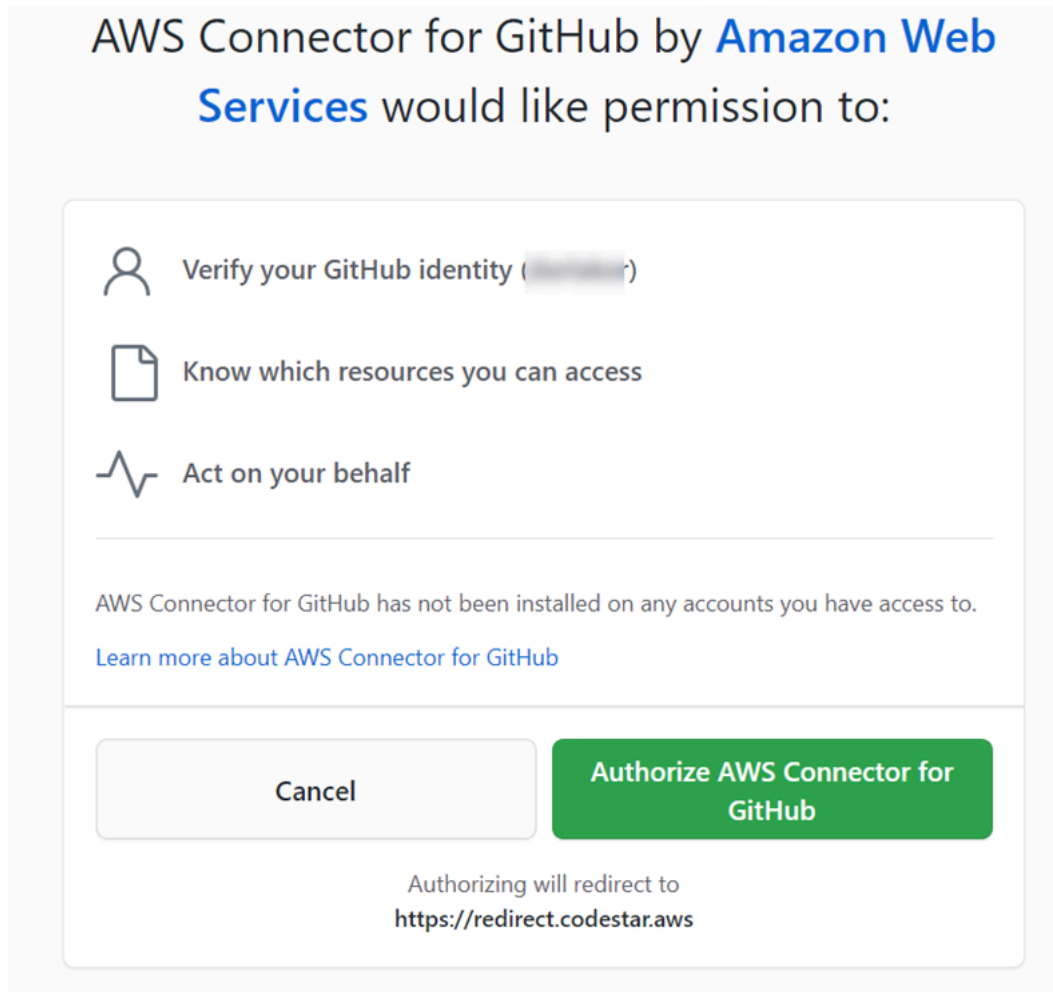 AWS Connector for GitHub by Amazon Web
Services would like permission to:
Verify your GitHub identity ( r)
Know which resources you can access
Act on your behalf
AWS Connector for GitHub has not been installed on any accounts you have access to.
Learn more about AWS Connector for GitHub
Cancel
Authorize AWS Connector for
GitHub
Authorizing will redirect to
https://redirect.codestar.aws